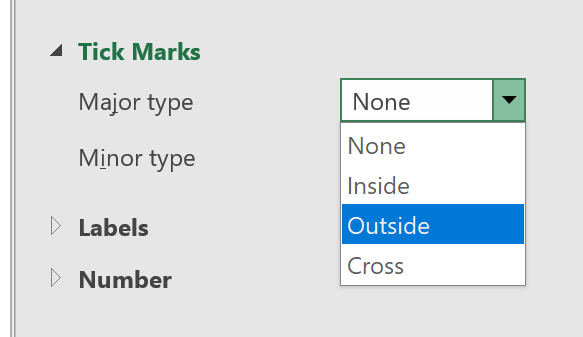 Tick Marks
Major type None
None
Minor type
Inside
Outside
Labels
Cross
Number